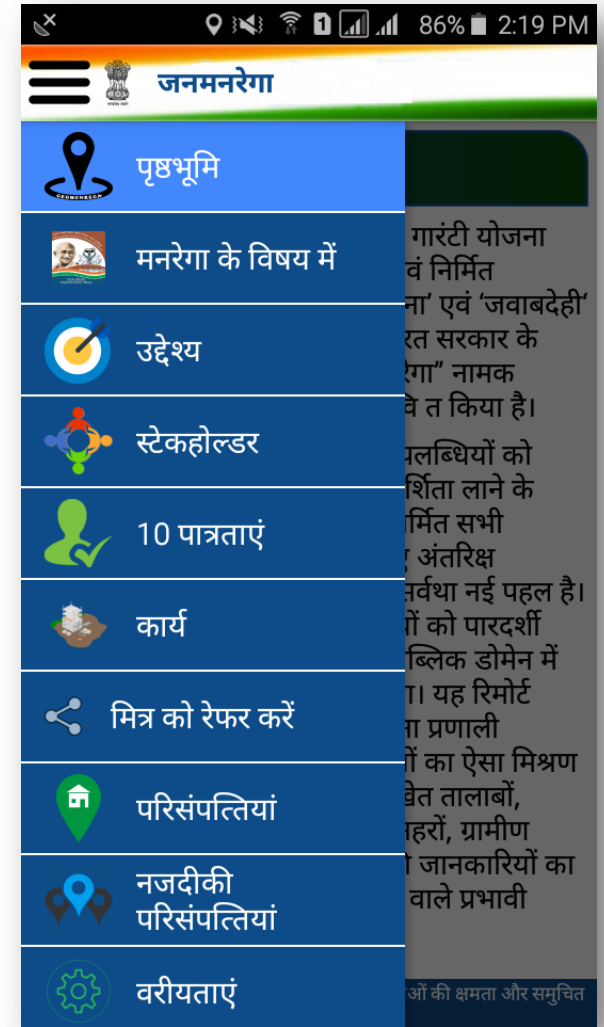 86% 2:19 PM
जनमनरेगा
पृष्ठभूमि
मनरेगा के विषय में
उद्देश्य
स्टेकहोल्डर
10 पात्रताएं
कार्य
मित्र को रेफर करें
परिसंपत्तियां
नजदीकी
परिसंपत्तियां
वरीयताएं
गारंटी योजना
वं निर्मित
ना’ एवं ‘जवाबदेही‘
रत सरकार के
रेगा” नामक
वि त किया है।
पलब्धियों को
र्शिता लाने के
र्मित सभी
अंतरिक्ष
सर्वथा नई पहल है।
ों को पारदर्शी
ब्लिक डोमेन में
ा। यह रिमोर्ट
ना प्रणाली
ों का ऐसा मिश्रण
खेत तालाबों,
नहरों, ग्रामीण
जानकारियों का
वाले प्रभावी
ओं की क्षमता और समुचित